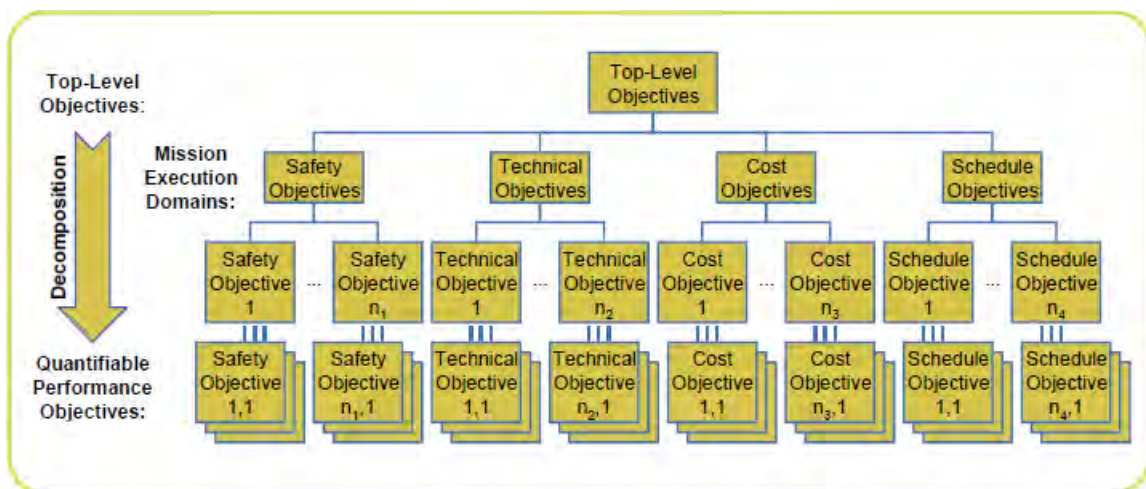 Top-Level
Objectives:
Top-Level
Objectives
Decomposition
Mission
Execution
Domains:
Safety
Objectives
Technical
Objectives
Cost
Objectives
Schedule
Objectives
Safety
Objective
1
...
Safety
Objective
n₁
Technical
Objective
1
...
Technical
Objective
n₂
Cost
Objective
1
...
Cost
Objective
n₃
Schedule
Objective
1
...
Schedule
Objective
n₄
Quantifiable
Performance
Objectives:
Safety
Objective
1,1
Safety
Objective
n₁,1
Technical
Objective
1,1
Technical
Objective
n₂,1
Cost
Objective
1,1
Cost
Objective
n₃,1
Schedule
Objective
1,1
Schedule
Objective
n₄,1